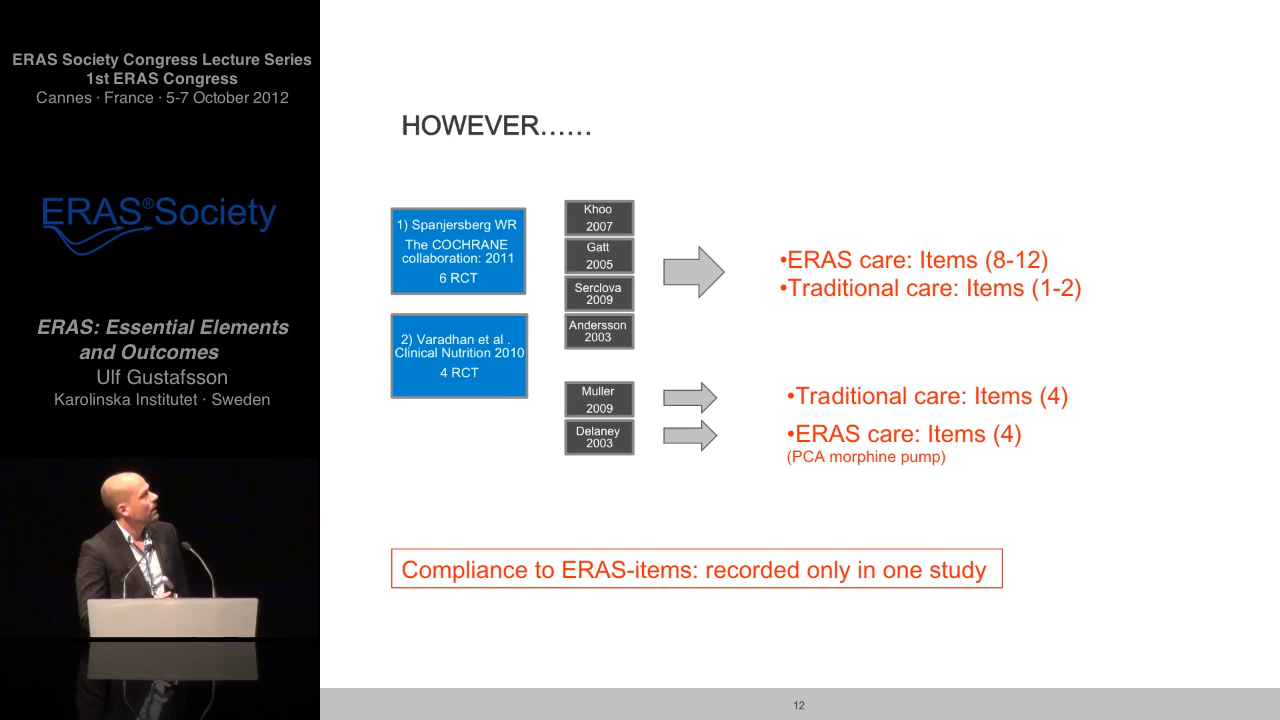 ERAS Society Congress Lecture Series
1st ERAS Congress
Cannes · France · 5-7 October 2012
ERAS®Society
ERAS: Essential Elements
and Outcomes
Ulf Gustafsson
Karolinska Institutet · Sweden
HOWEVER......
1) Spanjersberg WR
The COCHRANE
collaboration: 2011
6 RCT
2) Varadhan et al .
Clinical Nutrition 2010
4 RCT
Khoo
2007
Gatt
2005
Serclova
2009
Andersson
2003
Muller
2009
Delaney
2003
•ERAS care: Items (8-12)
•Traditional care: Items (1-2)
•Traditional care: Items (4)
•ERAS care: Items (4)
(PCA morphine pump)
Compliance to ERAS-items: recorded only in one study
12